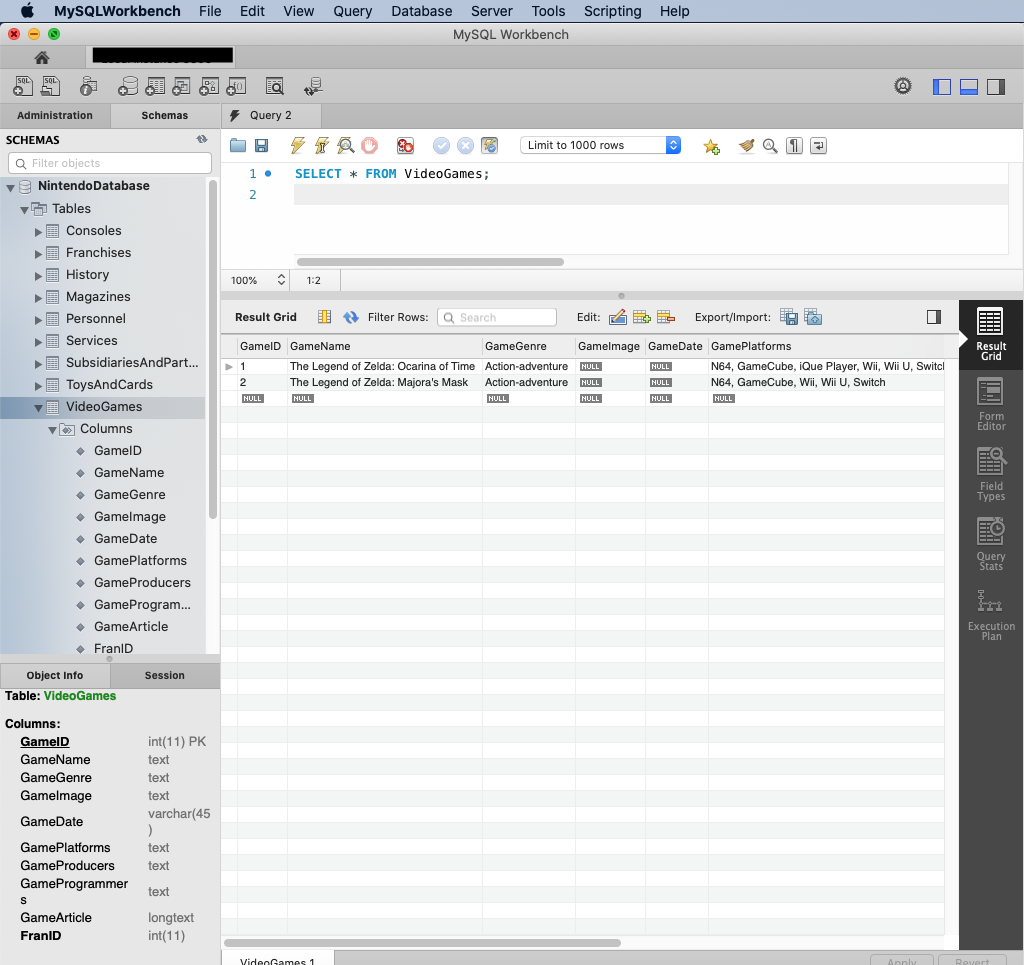 MySQLWorkbench File Edit View Query Database Server Tools Scripting Help
MySQL Workbench
Administration Schemas Query 2
SCHEMAS
Filter objects
NintendoDatabase
Tables
Consoles
Franchises
History
Magazines
Personnel
Services
SubsidiariesAndPart...
ToysAndCards
VideoGames
Columns
GameID
GameName
GameGenre
GameImage
GameDate
GamePlatforms
GameProducers
GameProgram...
GameArticle
FranID
Object Info Session
Table: VideoGames
Columns:
GameID int(11) PK
GameName text
GameGenre text
GameImage text
GameDate varchar(45
)
GamePlatforms text
GameProducers text
GameProgrammer
s text
GameArticle longtext
FranID int(11)
Limit to 1000 rows
1 SELECT * FROM VideoGames;
2
100% 1:2
Result Grid Filter Rows: Search Edit: Export/Import:
GameID GameName GameGenre GameImage GameDate GamePlatforms
1 The Legend of Zelda: Ocarina of Time Action-adventure NULL NULL N64, GameCube, iQue Player, Wii, Wii U, Switcl
2 The Legend of Zelda: Majora's Mask Action-adventure NULL NULL N64, GameCube, Wii, Wii U, Switch
NULL NULL NULL NULL NULL NULL
Result
Grid
Form
Editor
Field
Types
Query
Stats
Execution
Plan
VideoGames 1 Apply Revert